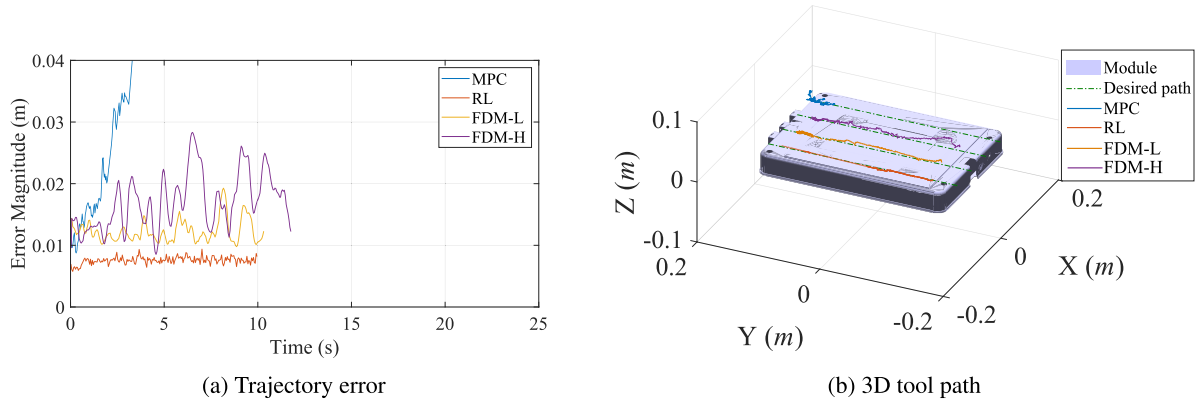 0.04
0.03
0.02
0.01
0
Error Magnitude (m)
0
5
10
15
20
25
Time (s)
MPC
RL
FDM-L
FDM-H
(a) Trajectory error
0.1
0
-0.1
Z (m)
0.2
0
-0.2
Y (m)
-0.2
0
0.2
X (m)
Module
Desired path
MPC
RL
FDM-L
FDM-H
(b) 3D tool path